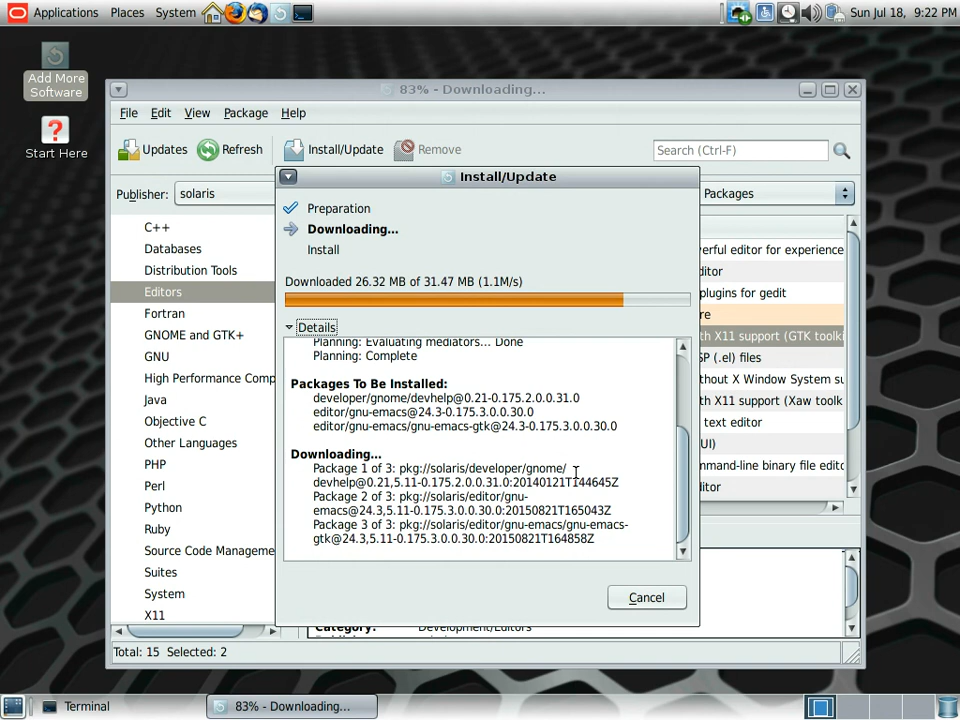 Applications Places System
Sun Jul 18, 9:22 PM
Add More
Software
Start Here
83% - Downloading...
File Edit View Package Help
Updates Refresh Install/Update Remove
Search (Ctrl-F)
Publisher: solaris
Packages
C++
Databases
Distribution Tools
Editors
Fortran
GNOME and GTK+
GNU
High Performance Comp
Java
Objective C
Other Languages
PHP
Perl
Python
Ruby
Source Code Manageme
Suites
System
X11
Install/Update
Preparation
Downloading...
Install
Downloaded 26.32 MB of 31.47 MB (1.1M/s)
Details
Planning: Evaluating mediators... Done
Planning: Complete
Packages To Be Installed:
developer/gnome/devhelp@0.21-0.175.2.0.0.31.0
editor/gnu-emacs@24.3-0.175.3.0.0.30.0
editor/gnu-emacs/gnu-emacs-gtk@24.3-0.175.3.0.0.30.0
Downloading...
Package 1 of 3: pkg://solaris/developer/gnome/
devhelp@0.21,5.11-0.175.2.0.0.31.0:20140121T144645Z
Package 2 of 3: pkg://solaris/editor/gnu-
emacs@24.3,5.11-0.175.3.0.0.30.0:20150821T165043Z
Package 3 of 3: pkg://solaris/editor/gnu-emacs/gnu-emacs-
gtk@24.3,5.11-0.175.3.0.0.30.0:20150821T164858Z
Cancel
erful editor for experience
ditor
plugins for gedit
re
th X11 support (GTK toolki
SP (.el) files
thout X Window System su
th X11 support (Xaw toolk
text editor
UI)
mmand-line binary file edito
ditor
Category: Development/Editors
Total: 15 Selected: 2
Terminal
83% - Downloading...